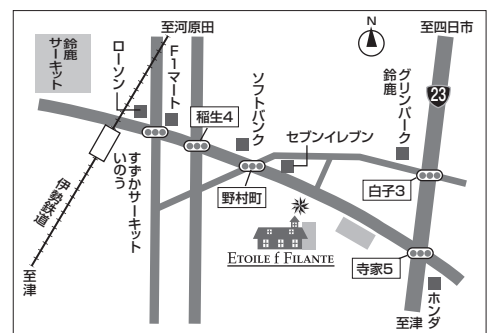 至河原田
N
至四日市
鈴鹿
サーキット
ローソン
F1マート
稲生4
ソフトバンク
セブンイレブン
グリンパーク
鈴鹿
23
すずかサーキット
いのう
野村町
白子3
伊勢鉄道
ETOILE f FILANTE
寺家5
至津
至津
ホンダ